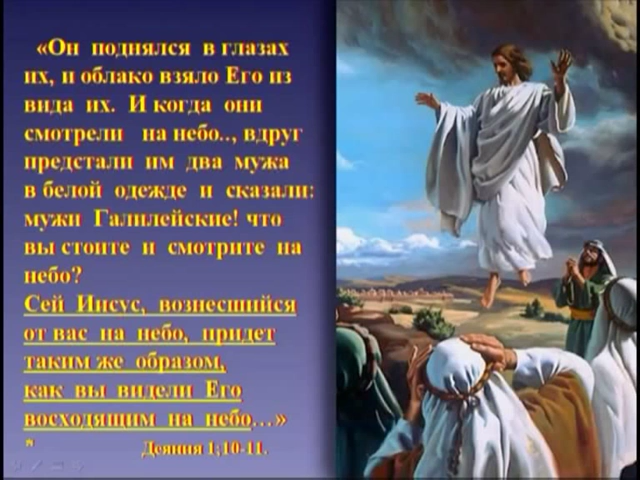 «Он поднялся в глазах
их, и облако взяло Его из
вида их. И когда они
смотрели на небо.., вдруг
предстали им два мужа
в белой одежде и сказали:
мужи Галилейские! что
вы стоите и смотрите на
небо?
Сей Иисус, вознесшийся
от вас на небо, придет
таким же образом,
как вы видели Его
восходящим на небо…»
" Деяния 1;10-11.